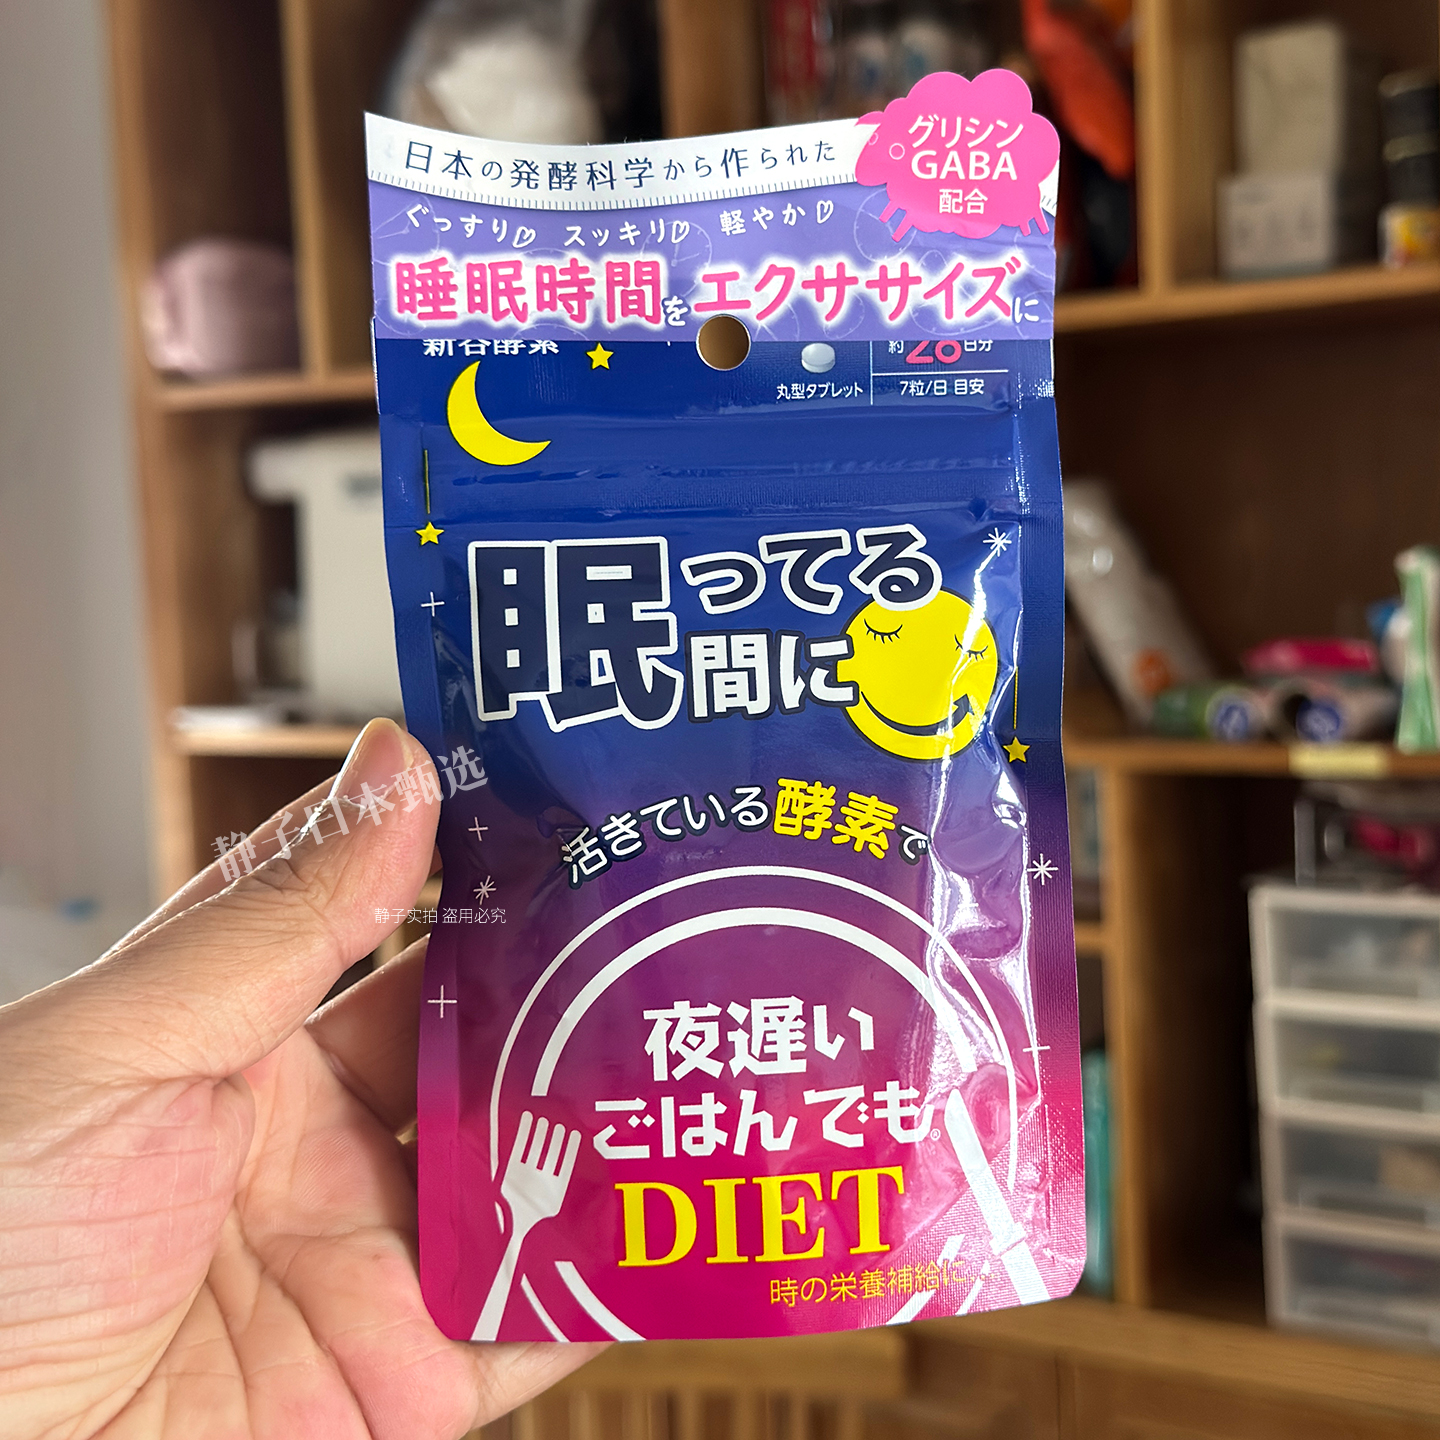 日本の発酵科学から作られた
グリシン
GABA
配合
ぐっすり♡ スッキリ♡ 軽やか♡
睡眠時間をエクササイズに
新谷酵素
約28日分
丸型タブレット
7粒/日 目安
眠ってる
間に
活きている酵素で
夜遅い
ごはんでも®
DIET
時の栄養補給に…
静子日本甄选
静子实拍 盗用必究